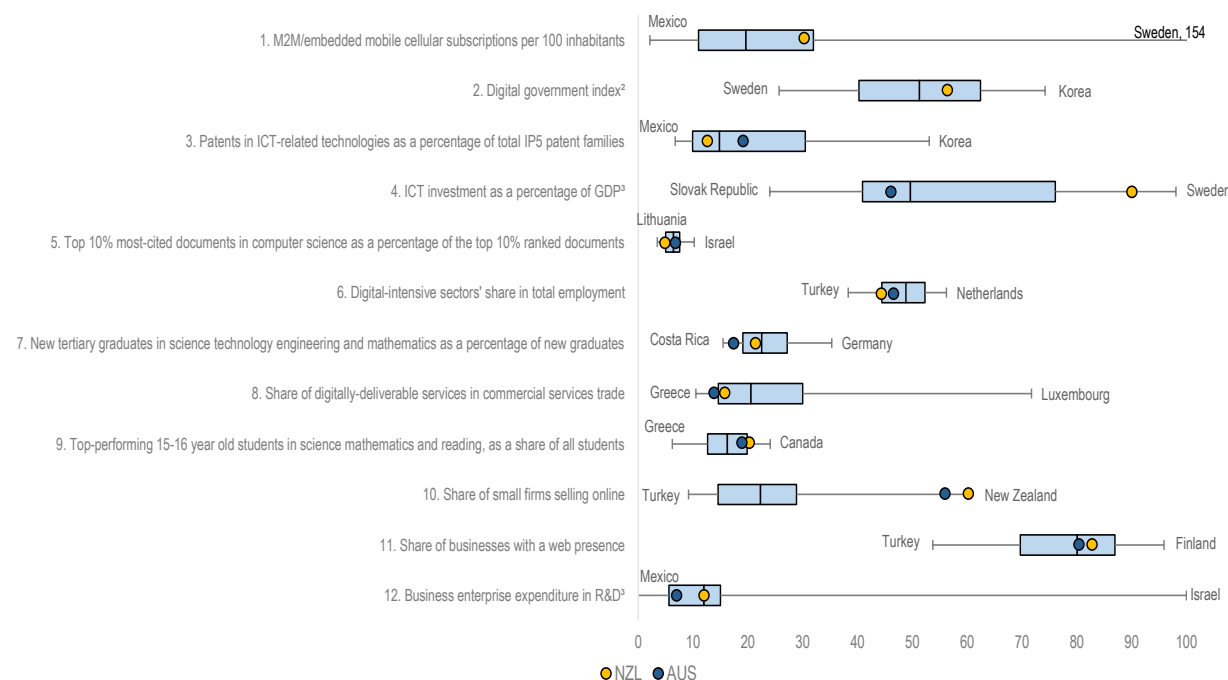 Mexico
1. M2M/embedded mobile cellular subscriptions per 100 inhabitants
Sweden, 154
2. Digital government index²
Sweden
Korea
Mexico
3. Patents in ICT-related technologies as a percentage of total IP5 patent families
Korea
4. ICT investment as a percentage of GDP³
Slovak Republic
Sweden
Lithuania
5. Top 10% most-cited documents in computer science as a percentage of the top 10% ranked documents
Israel
6. Digital-intensive sectors' share in total employment
Turkey
Netherlands
7. New tertiary graduates in science technology engineering and mathematics as a percentage of new graduates
Costa Rica
Germany
8. Share of digitally-deliverable services in commercial services trade
Greece
Luxembourg
Greece
9. Top-performing 15-16 year old students in science mathematics and reading, as a share of all students
Canada
10. Share of small firms selling online
Turkey
New Zealand
11. Share of businesses with a web presence
Turkey
Finland
Mexico
12. Business enterprise expenditure in R&D³
Israel
0 10 20 30 40 50 60 70 80 90 100
NZL AUS